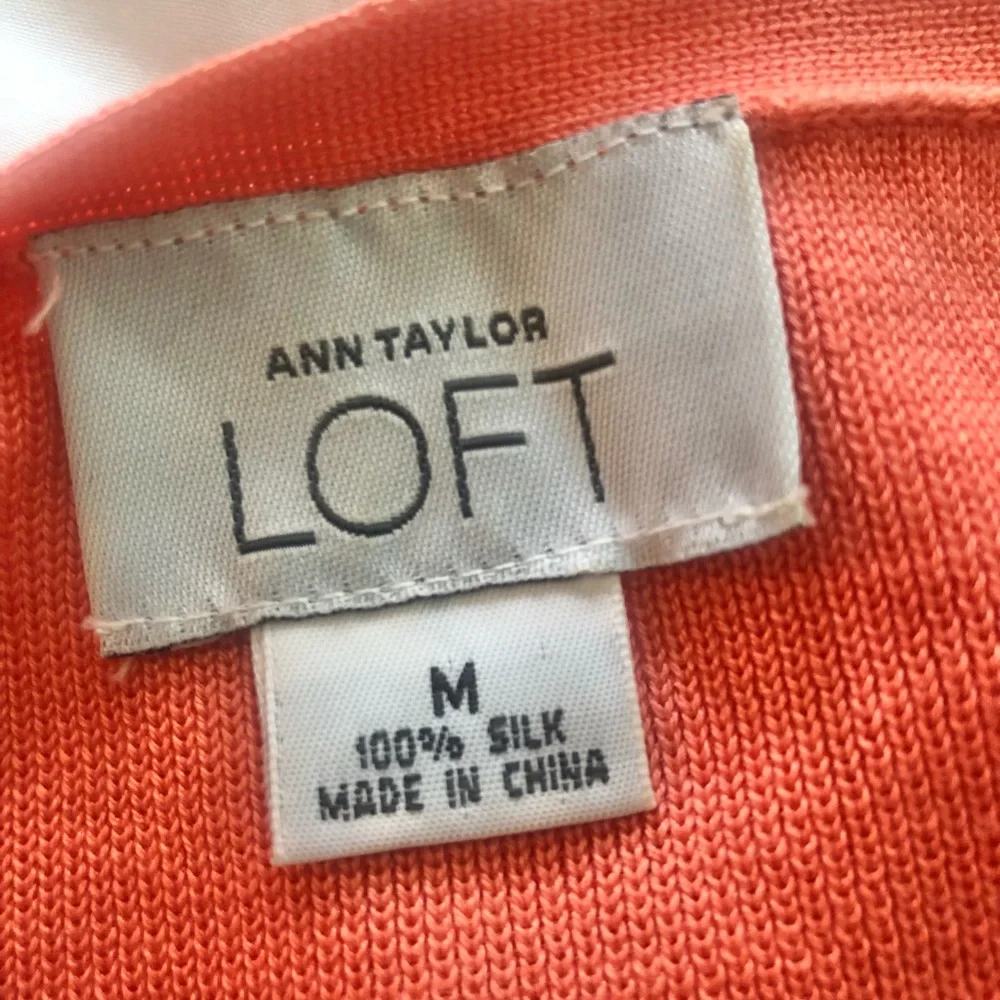 ANN TAYLOR
LOFT
M
100% SILK
MADE IN CHINA